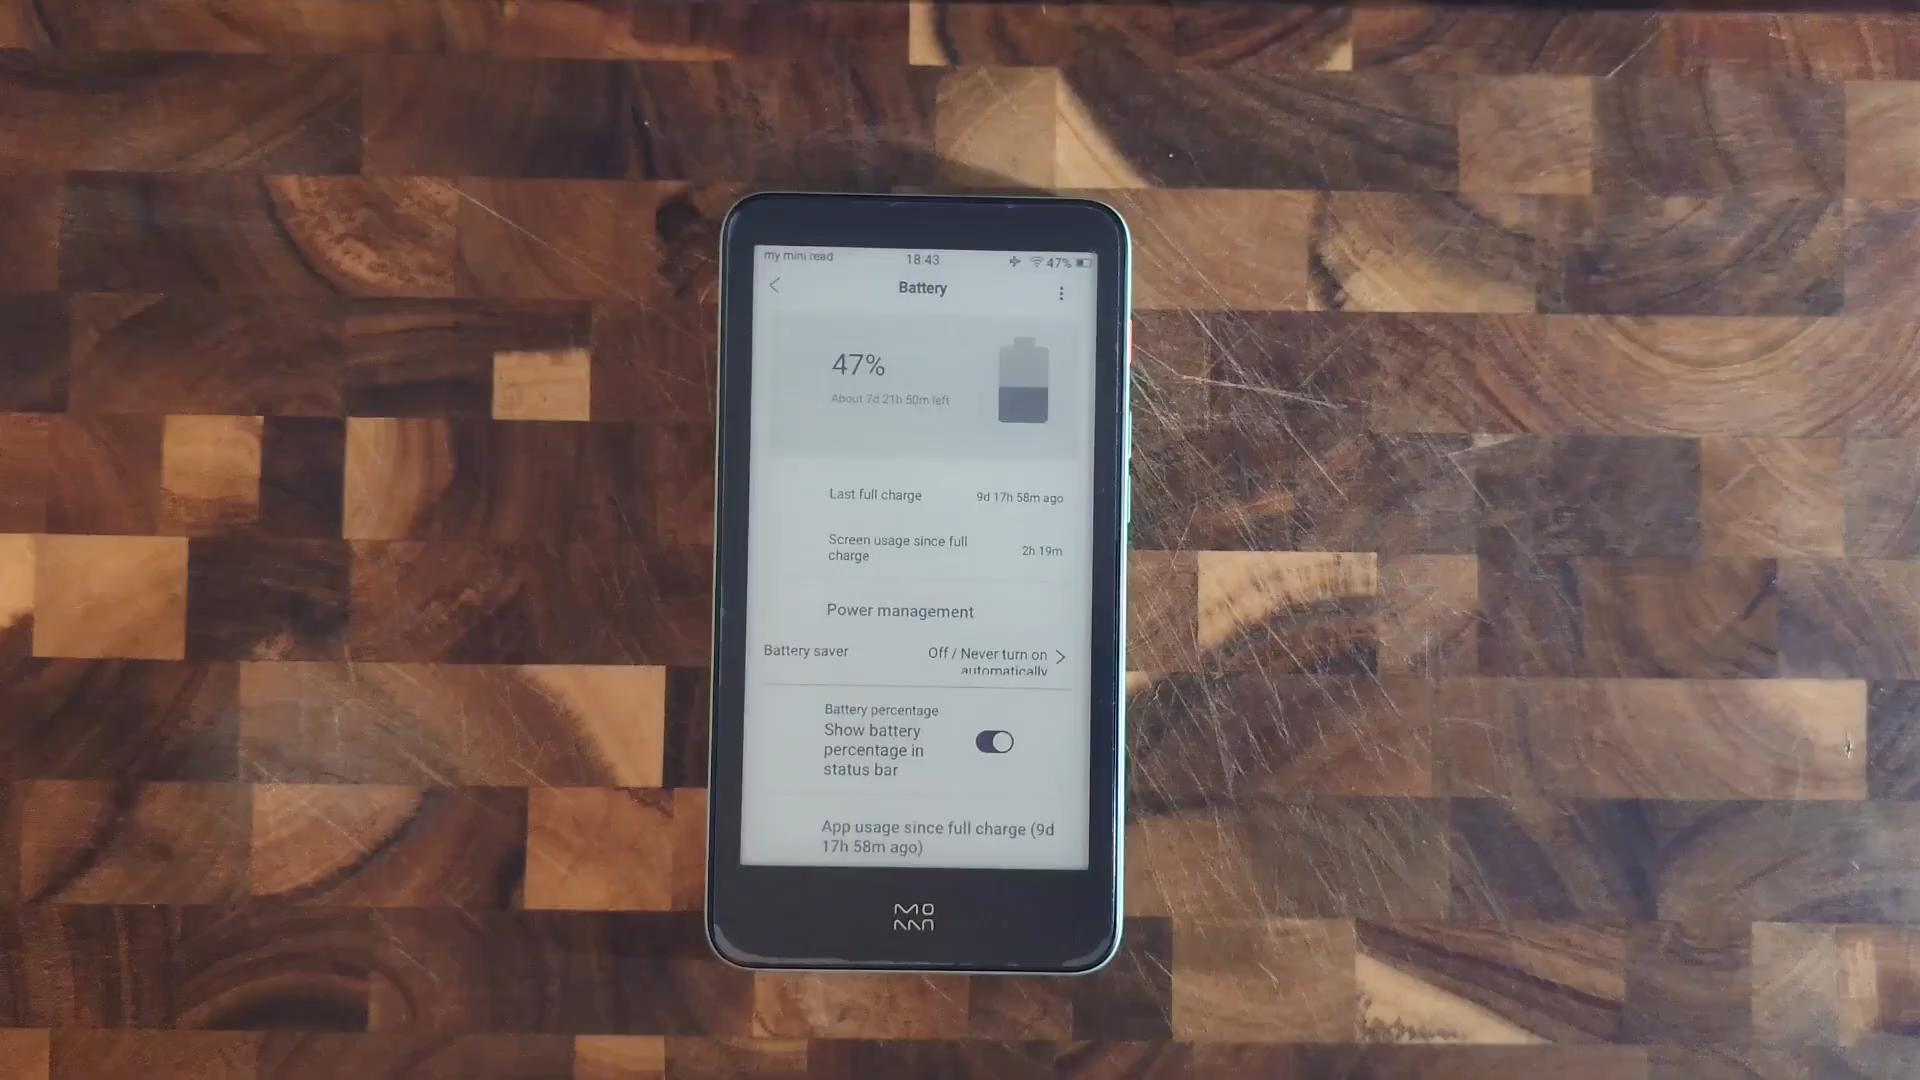 my mini read 18:43 47%
Battery
47%
About 7d 21h 50m left
Last full charge 9d 17h 58m ago
Screen usage since full
charge
2h 19m
Power management
Battery saver Off / Never turn on
automatically
Battery percentage
Show battery
percentage in
status bar
App usage since full charge (9d
17h 58m ago)